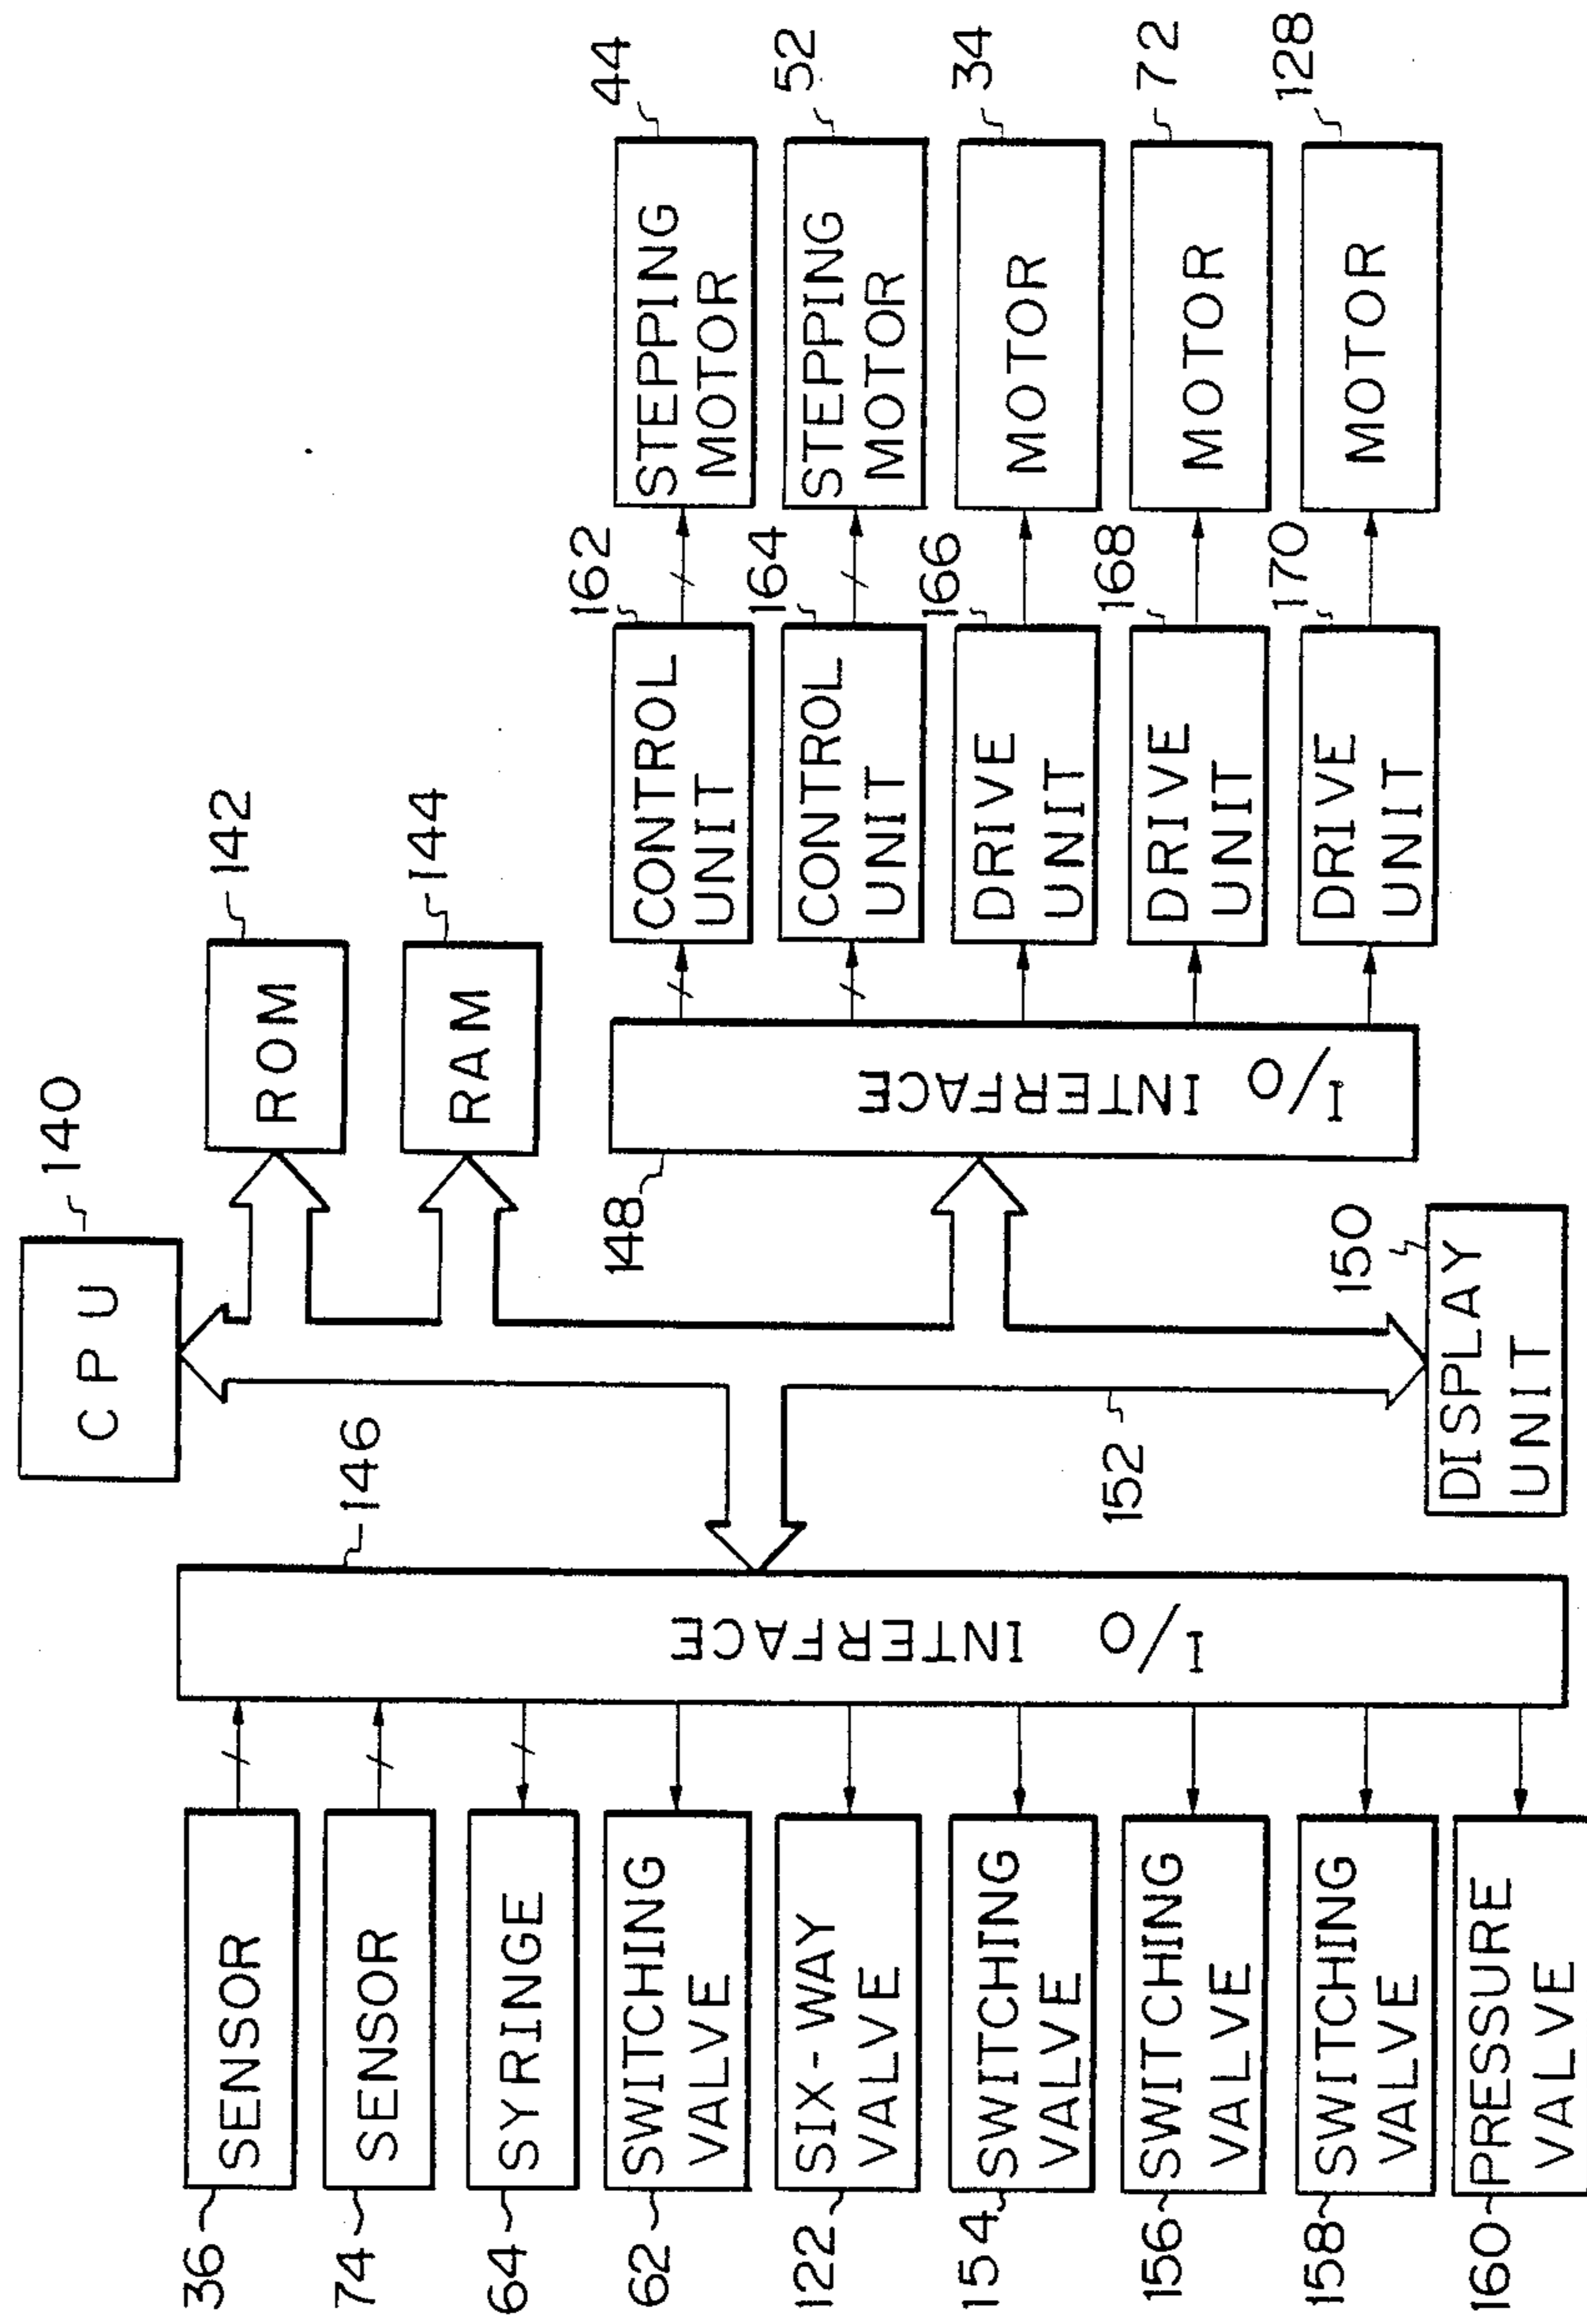 CPU
140
ROM
142
RAM
144
146
I/O INTERFACE
148
I/O INTERFACE
152
150
DISPLAY
UNIT
36
SENSOR
74
SENSOR
64
SYRINGE
62
SWITCHING
VALVE
122
SIX-WAY
VALVE
154
SWITCHING
VALVE
156
SWITCHING
VALVE
158
SWITCHING
VALVE
160
PRESSURE
VALVE
162
CONTROL
UNIT
44
STEPPING
MOTOR
164
CONTROL
UNIT
52
STEPPING
MOTOR
166
DRIVE
UNIT
34
MOTOR
168
DRIVE
UNIT
72
MOTOR
170
DRIVE
UNIT
128
MOTOR